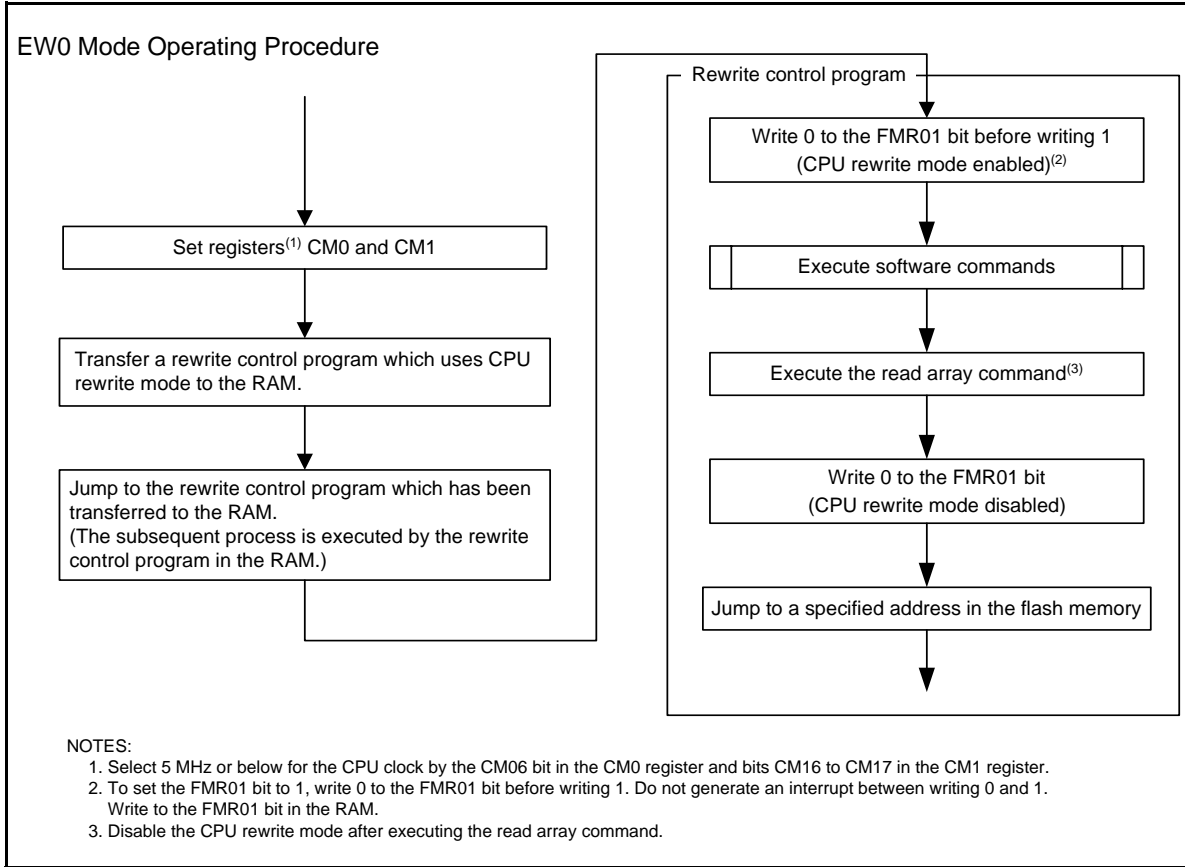 EW0 Mode Operating Procedure
Set registers(1) CM0 and CM1
Transfer a rewrite control program which uses CPU
rewrite mode to the RAM.
Jump to the rewrite control program which has been
transferred to the RAM.
(The subsequent process is executed by the rewrite
control program in the RAM.)
Rewrite control program
Write 0 to the FMR01 bit before writing 1
(CPU rewrite mode enabled)(2)
Execute software commands
Execute the read array command(3)
Write 0 to the FMR01 bit
(CPU rewrite mode disabled)
Jump to a specified address in the flash memory
NOTES:
1. Select 5 MHz or below for the CPU clock by the CM06 bit in the CM0 register and bits CM16 to CM17 in the CM1 register.
2. To set the FMR01 bit to 1, write 0 to the FMR01 bit before writing 1. Do not generate an interrupt between writing 0 and 1.
Write to the FMR01 bit in the RAM.
3. Disable the CPU rewrite mode after executing the read array command.